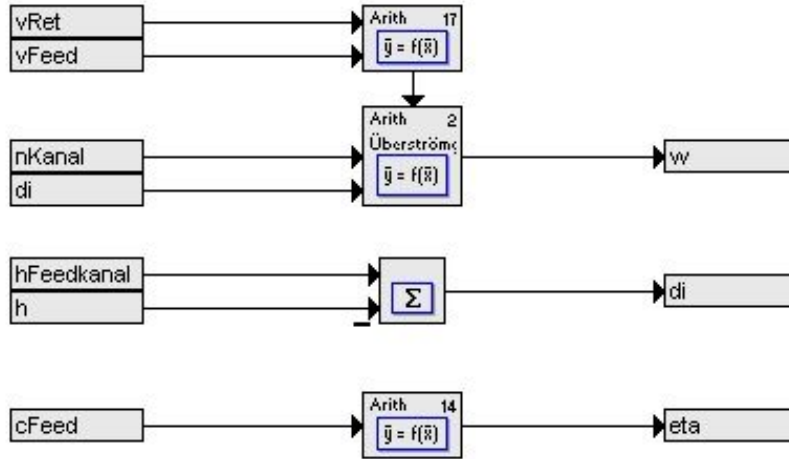 vRet
vFeed
Arith 17
ȳ = f(x̄)
nKanal
di
Arith 2
Überströmg
ȳ = f(x̄)
w
hFeedkanal
h
Σ
di
cFeed
Arith 14
ȳ = f(x̄)
eta